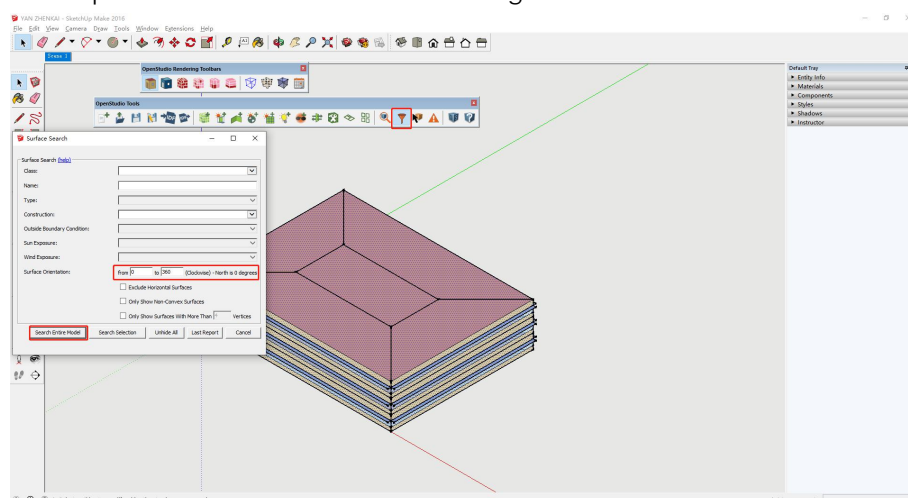 YAN ZHENKAI - SketchUp Make 2016
File Edit View Camera Draw Tools Window Extensions Help
Scene 1
OpenStudio Rendering Toolbars
Default Tray
Entity Info
Materials
Components
Styles
Shadows
Instructor
OpenStudio Tools
Surface Search
Surface Search (help)
Class:
Name:
Type:
Construction:
Outside Boundary Condition:
Sun Exposure:
Wind Exposure:
Surface Orientation: from 0 to 360 (Clockwise) - North is 0 degrees
Exclude Horizontal Surfaces
Only Show Non-Convex Surfaces
Only Show Surfaces With More Than Vertices
Search Entire Model Search Selection Unhide All Last Report Cancel